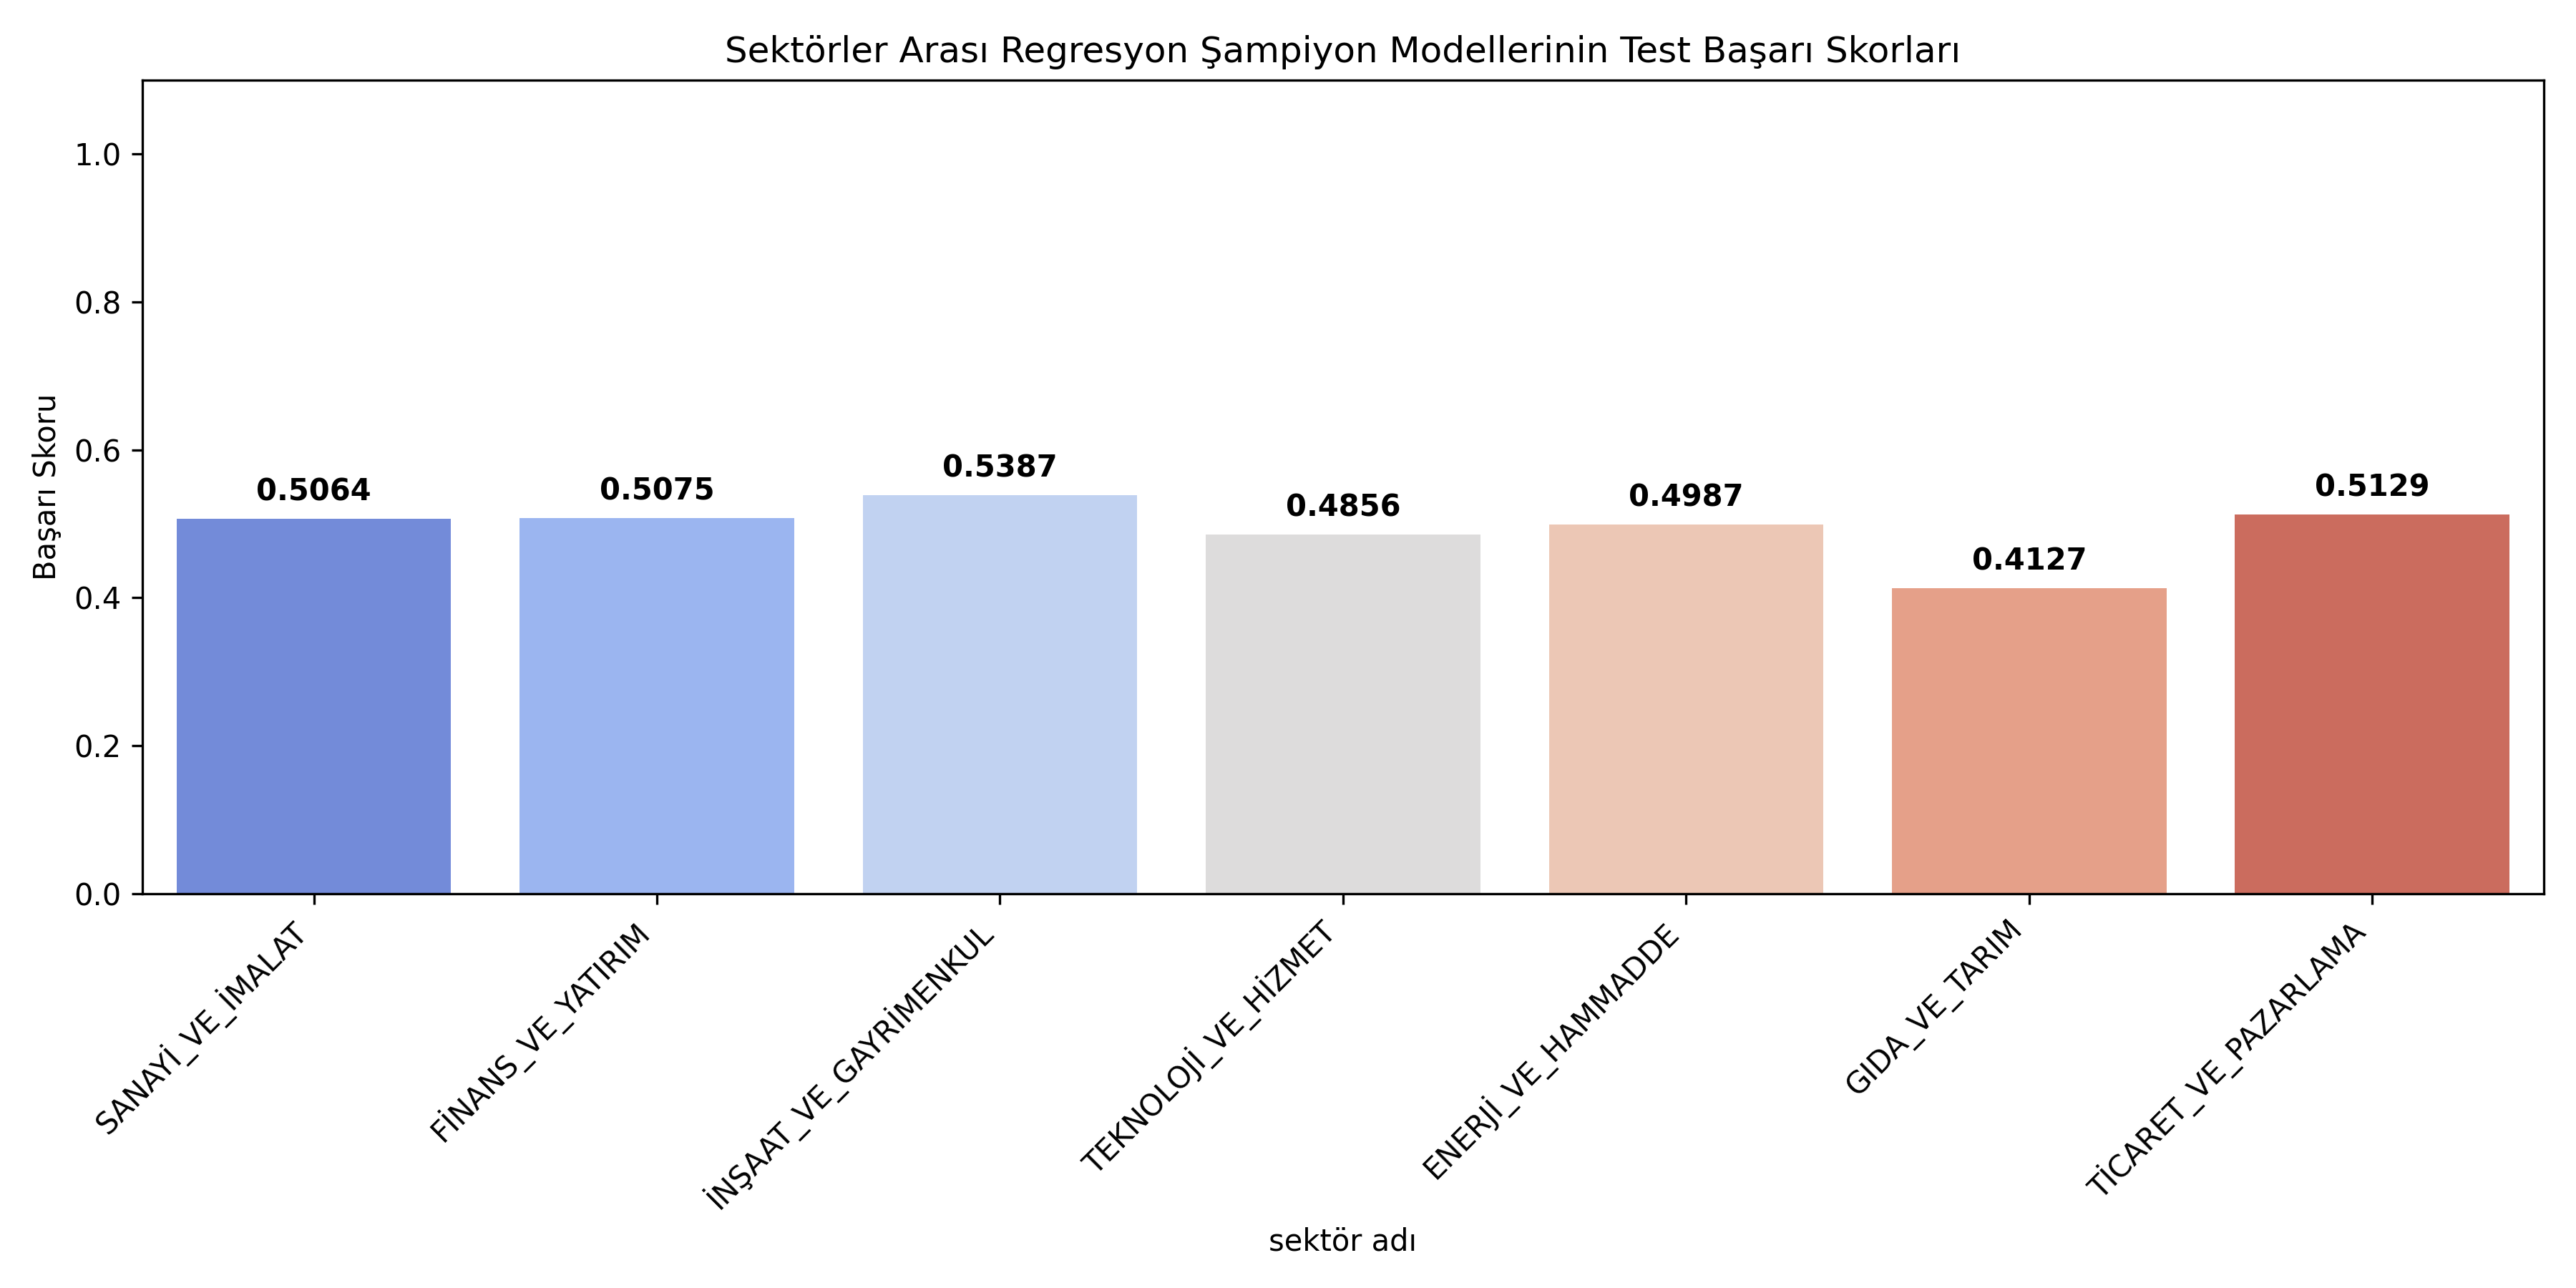 Sektörler Arası Regresyon Şampiyon Modellerinin Test Başarı Skorları
Başarı Skoru
1.0
0.8
0.6
0.4
0.2
0.0
0.5064
0.5075
0.5387
0.4856
0.4987
0.4127
0.5129
SANAYİ_VE_İMALAT
FİNANS_VE_YATIRIM
İNŞAAT_VE_GAYRİMENKUL
TEKNOLOJİ_VE_HİZMET
ENERJİ_VE_HAMMADDE
GIDA_VE_TARIM
TİCARET_VE_PAZARLAMA
sektör adı